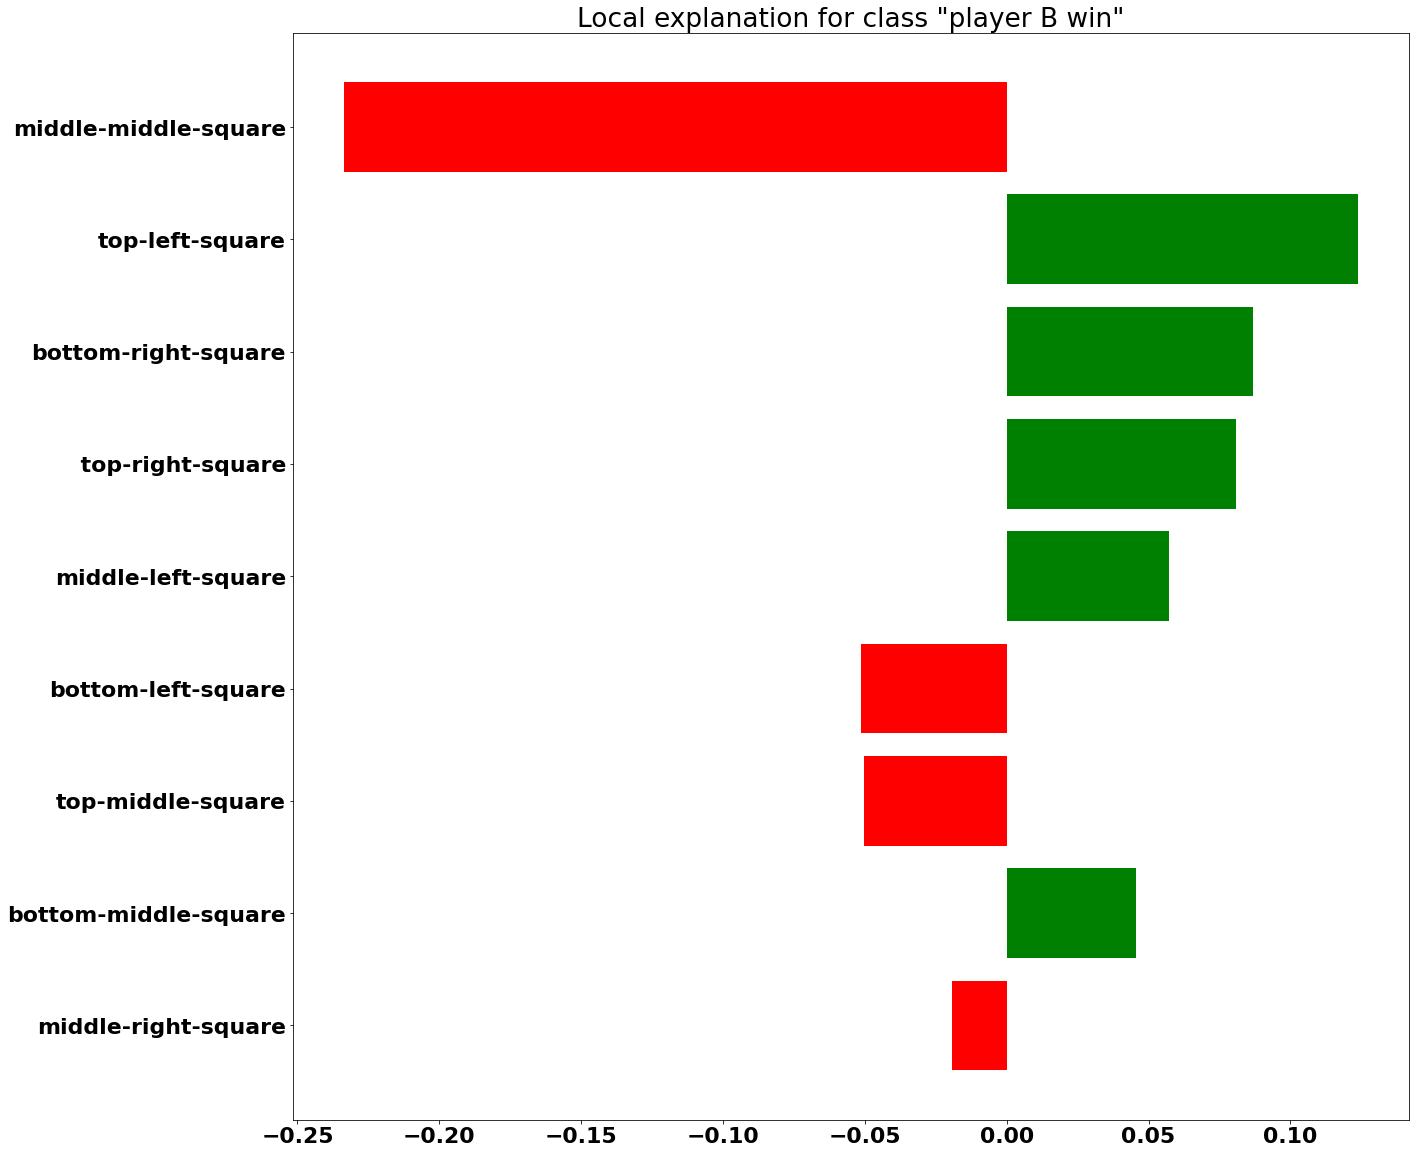 Local explanation for class "player B win"
middle-middle-square
top-left-square
bottom-right-square
top-right-square
middle-left-square
bottom-left-square
top-middle-square
bottom-middle-square
middle-right-square
−0.25 −0.20 −0.15 −0.10 −0.05 0.00 0.05 0.10